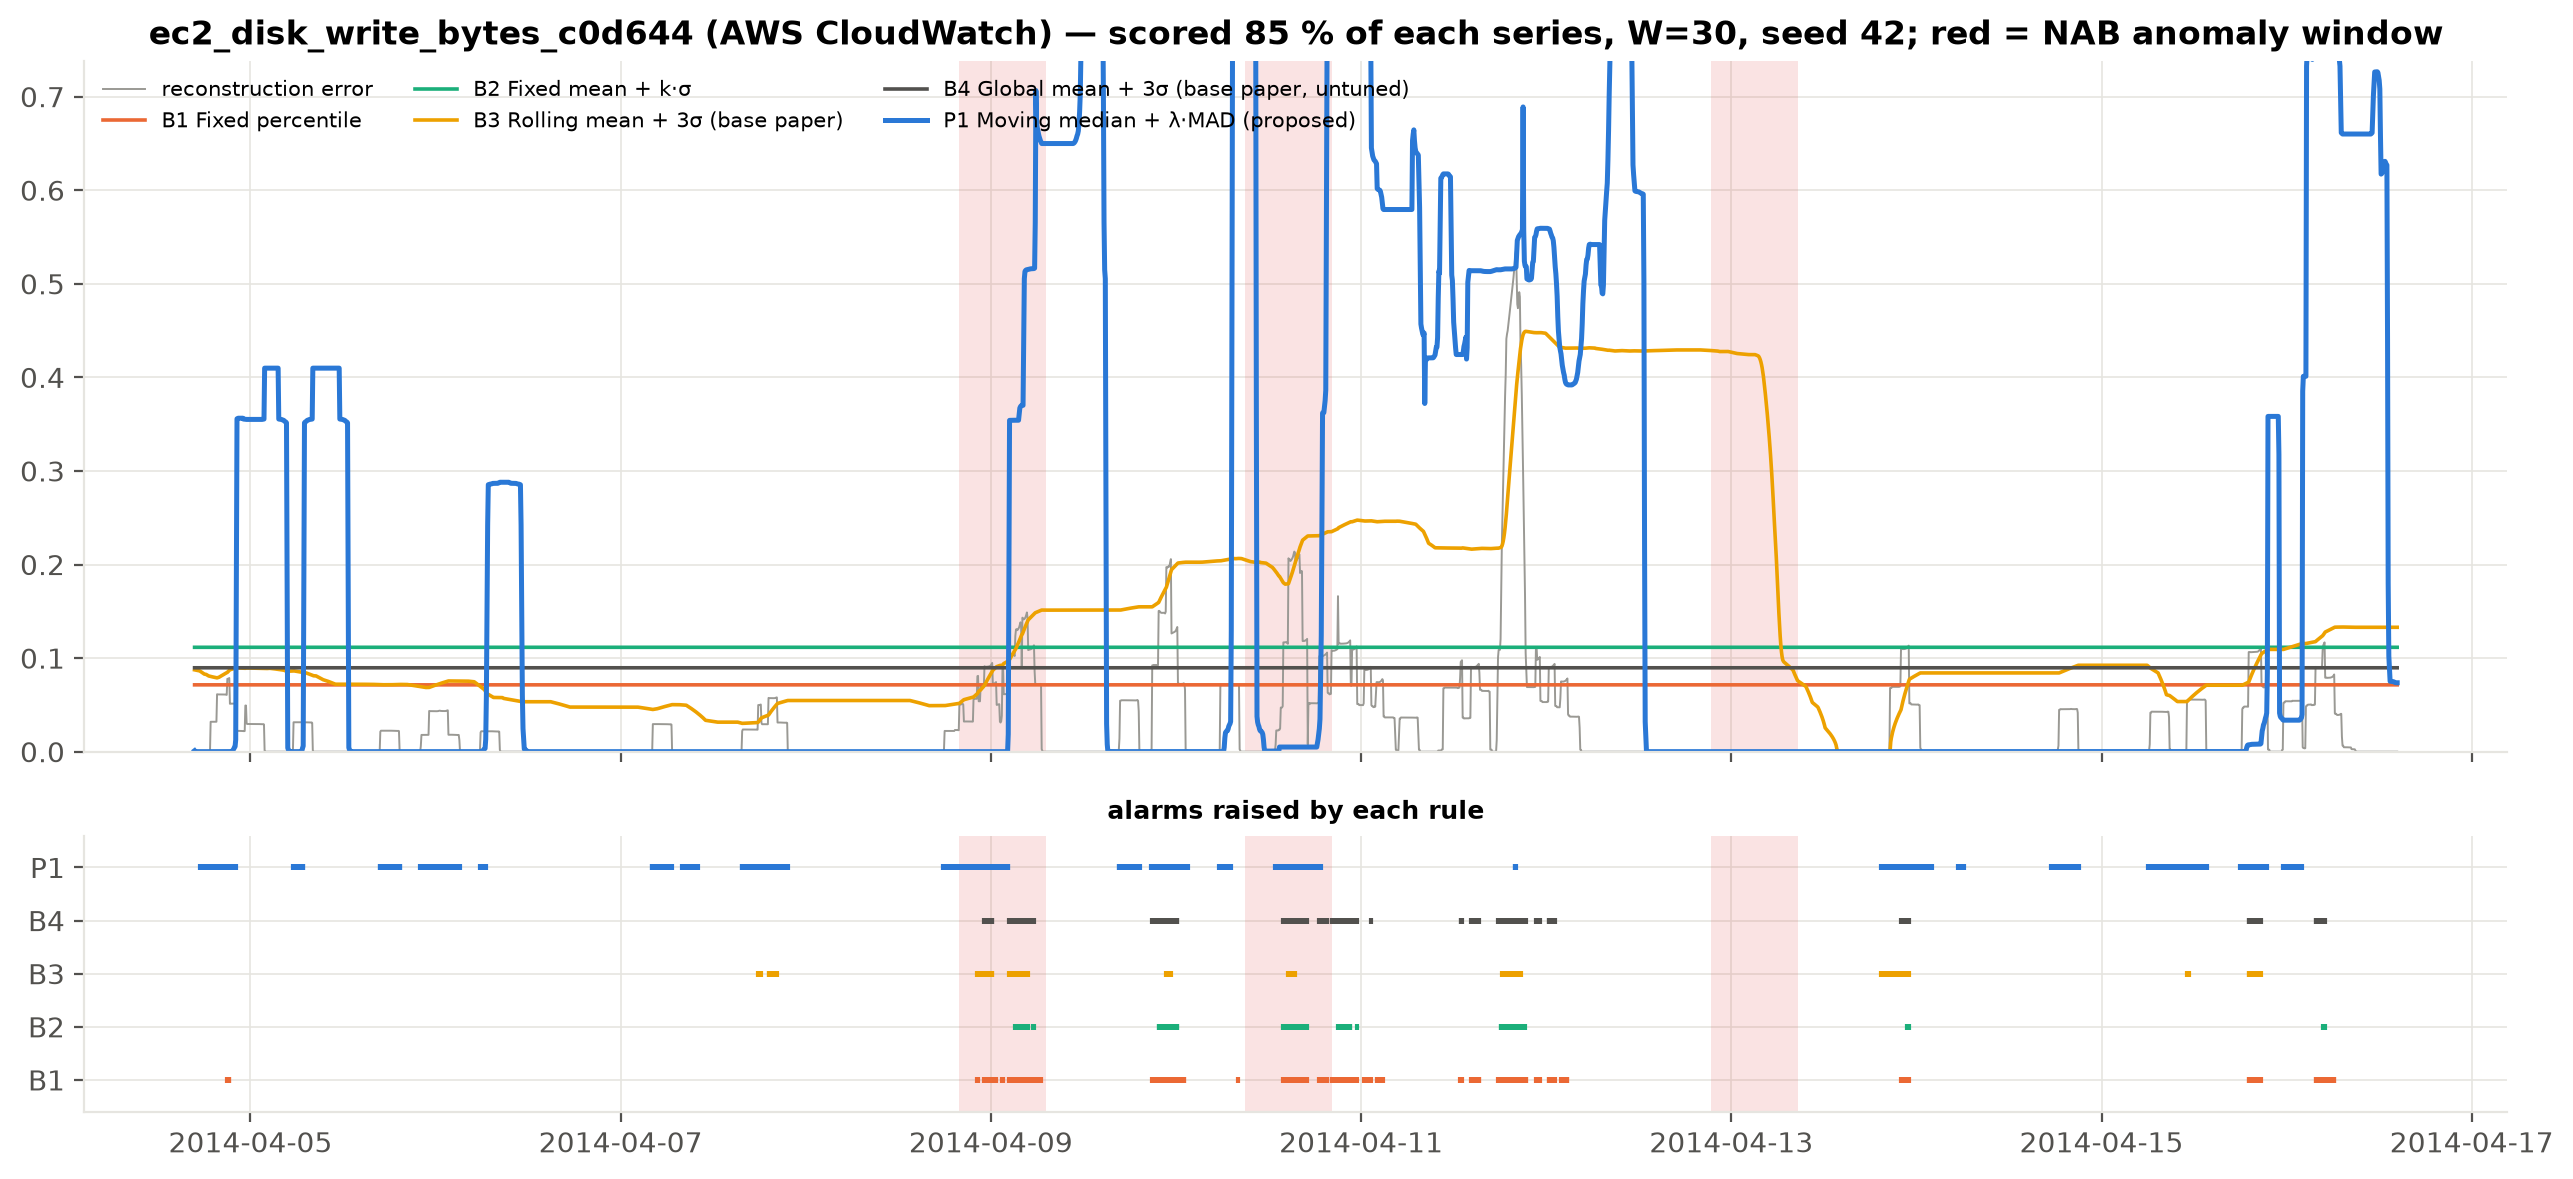 ec2_disk_write_bytes_c0d644 (AWS CloudWatch) — scored 85 % of each series, W=30, seed 42; red = NAB anomaly window
reconstruction error
B1 Fixed percentile
B2 Fixed mean + k·σ
B3 Rolling mean + 3σ (base paper)
B4 Global mean + 3σ (base paper, untuned)
P1 Moving median + λ·MAD (proposed)
0.7
0.6
0.5
0.4
0.3
0.2
0.1
0.0
alarms raised by each rule
P1
B4
B3
B2
B1
2014-04-05 2014-04-07 2014-04-09 2014-04-11 2014-04-13 2014-04-15 2014-04-17